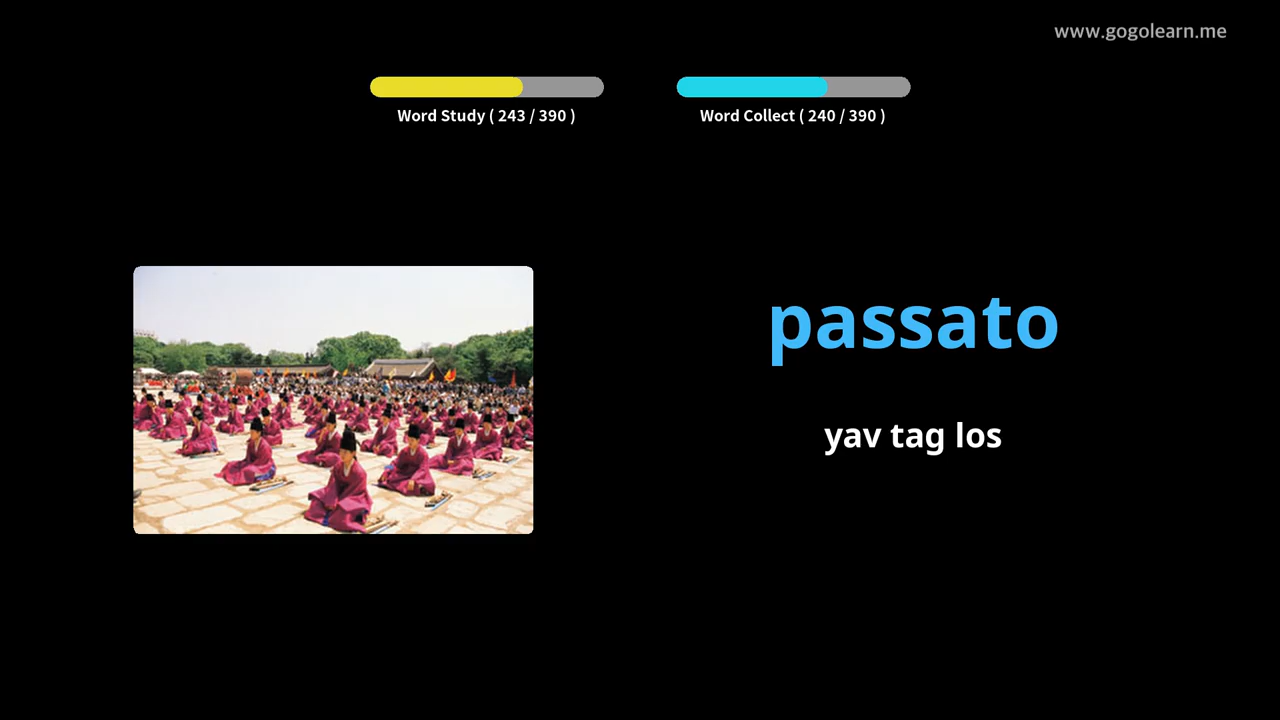 www.gogolearn.me
Word Study ( 243 / 390 )
Word Collect ( 240 / 390 )
passato
yav tag los